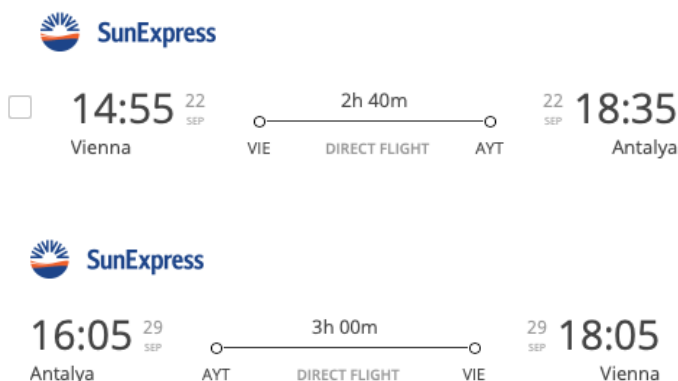 SunExpress
2h 40m
14:55 22 SEP 22 SEP 18:35
Vienna VIE DIRECT FLIGHT AYT Antalya
SunExpress
3h 00m
16:05 29 SEP 29 SEP 18:05
Antalya AYT DIRECT FLIGHT VIE Vienna